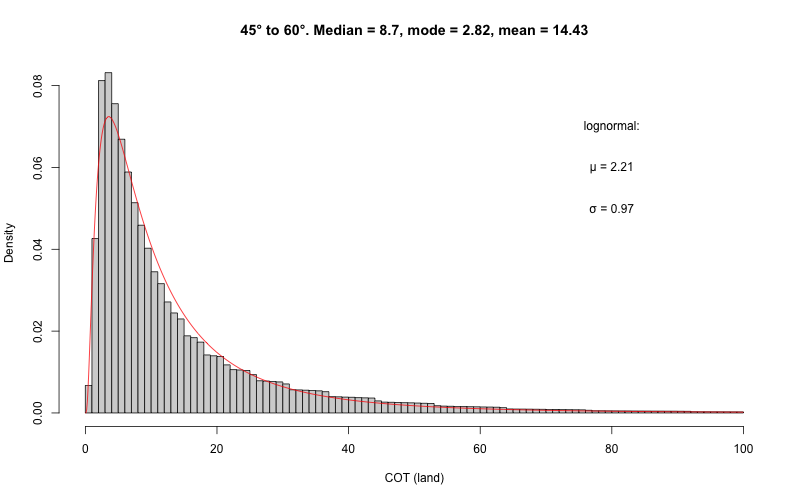 45° to 60°. Median = 8.7, mode = 2.82, mean = 14.43
lognormal:
μ = 2.21
σ = 0.97
Density
0.00
0.02
0.04
0.06
0.08
0
20
40
60
80
100
COT (land)